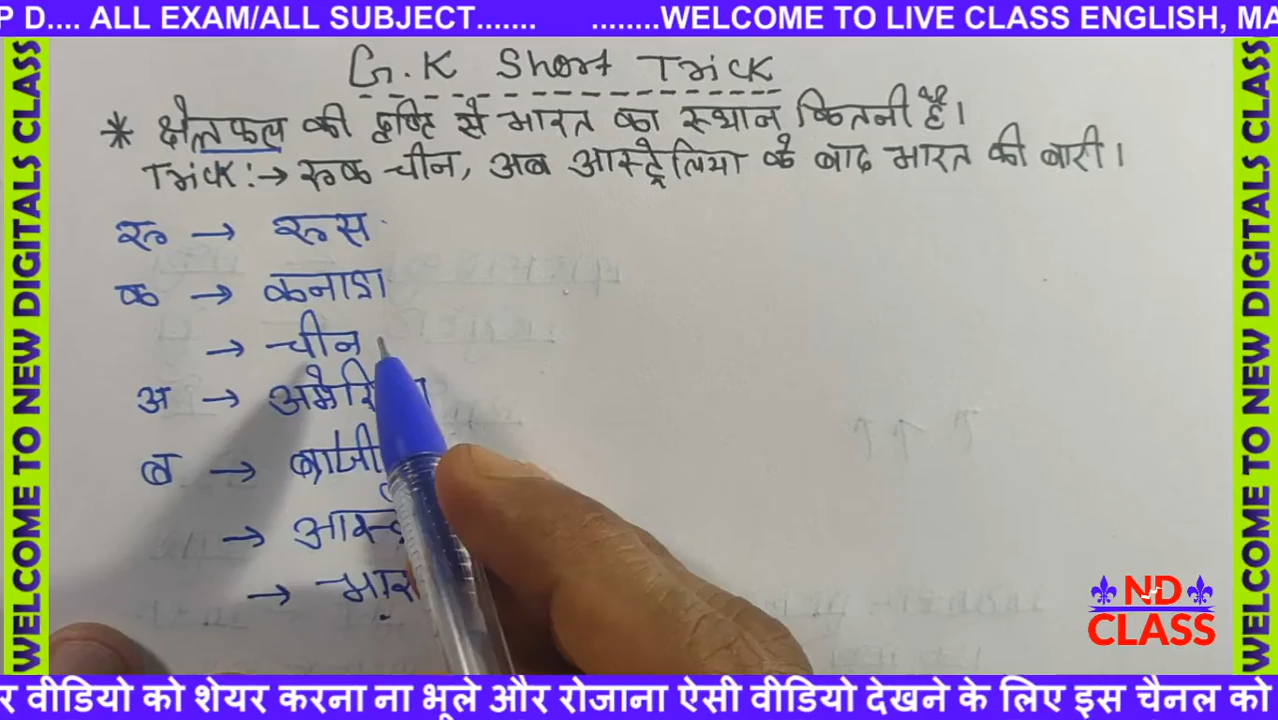 P D.... ALL EXAM/ALL SUBJECT....... ........WELCOME TO LIVE CLASS ENGLISH, MA
WELCOME TO NEW DIGITALS CLASS
G.K Short Trick
* क्षेत्रफल की दृष्टि से भारत का स्थान कितनी है।
Trick:→ रुक चीन, अब आस्ट्रेलिया के बाद भारत की बारी।
रु → रुस
क → कनाडा
→ चीन
अ → अमेरि
ब → ब्राजी
→ आस्ट
→ भार
ND
CLASS
WELCOME TO NEW DIGITALS CLASS
र वीडियो को शेयर करना ना भूले और रोजाना ऐसी वीडियो देखने के लिए इस चैनल को